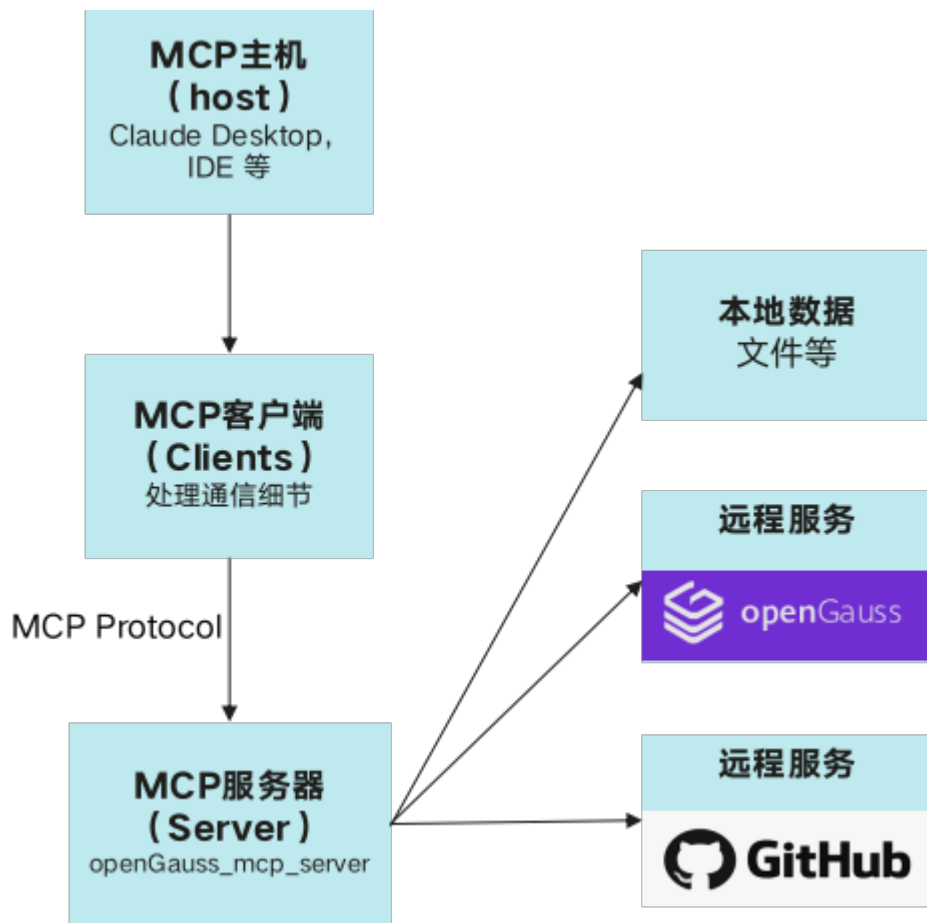 MCP主机
（host）
Claude Desktop,
IDE 等
MCP客户端
（Clients）
处理通信细节
MCP Protocol
MCP服务器
（Server）
openGauss_mcp_server
本地数据
文件等
远程服务
openGauss
远程服务
GitHub